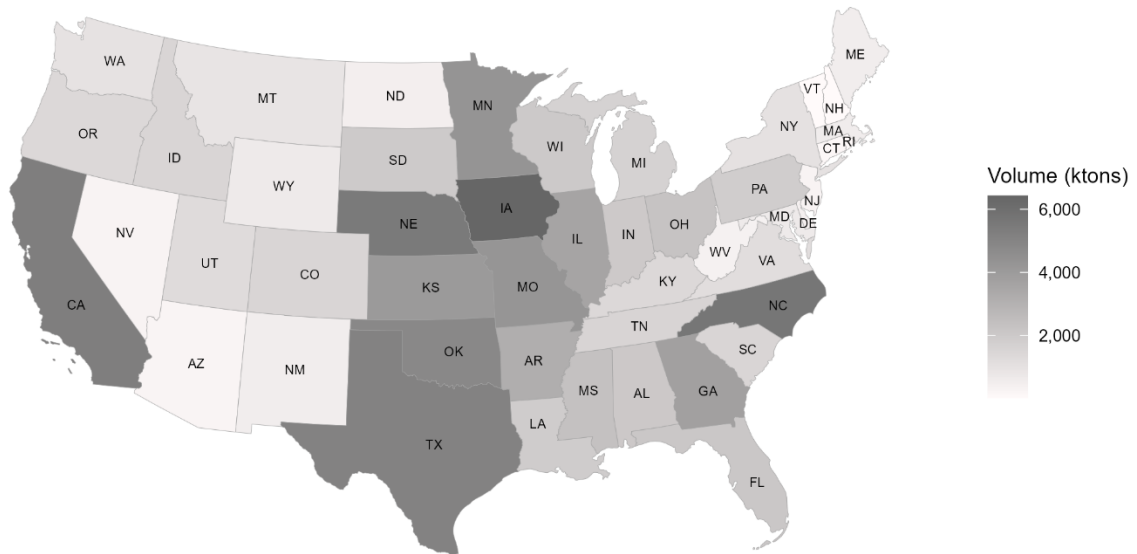 ME
WA
VT
MT
ND
MN
NH
OR
NY
MA
RI
WI
CT
ID
SD
MI
WY
PA
NJ
IA
NE
OH
MD
DE
NV
IL
IN
WV
UT
CO
VA
KS
MO
KY
CA
NC
TN
OK
SC
AZ
NM
AR
MS
AL
GA
LA
TX
FL
Volume (ktons)
6,000
4,000
2,000